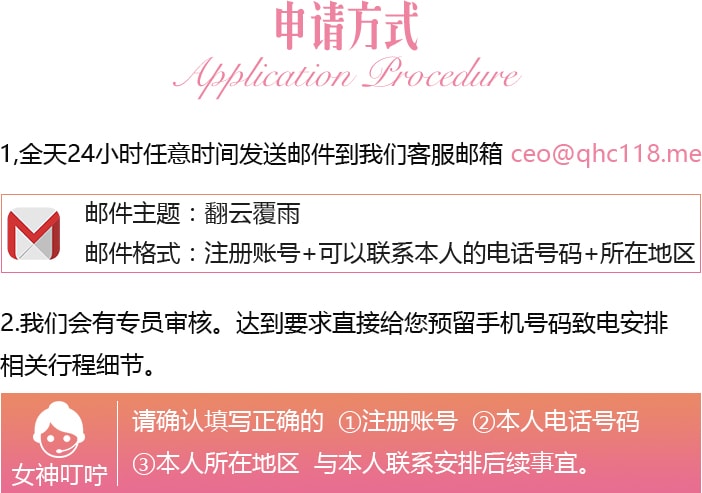 申请方式
Application Procedure
1,全天24小时任意时间发送邮件到我们客服邮箱 ceo@qhc118.me
邮件主题：翻云覆雨
邮件格式：注册账号+可以联系本人的电话号码+所在地区
2.我们会有专员审核。达到要求直接给您预留手机号码致电安排
相关行程细节。
请确认填写正确的 ①注册账号 ②本人电话号码
③本人所在地区 与本人联系安排后续事宜。
女神叮咛